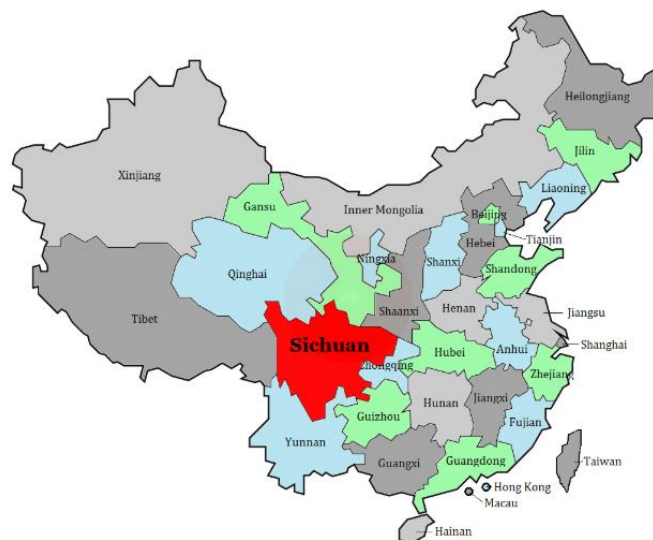 Heilongjiang
Jilin
Xinjiang
Liaoning
Gansu
Inner Mongolia
Beijing
Tianjin
Hebei
Ningxia
Shanxi
Qinghai
Shandong
Shaanxi
Henan
Jiangsu
Tibet
Sichuan
Shanghai
Hubei
Anhui
Zhongqing
Zhejiang
Hunan
Jiangxi
Guizhou
Fujian
Yunnan
Guangxi
Guangdong
Taiwan
Hong Kong
Macau
Hainan